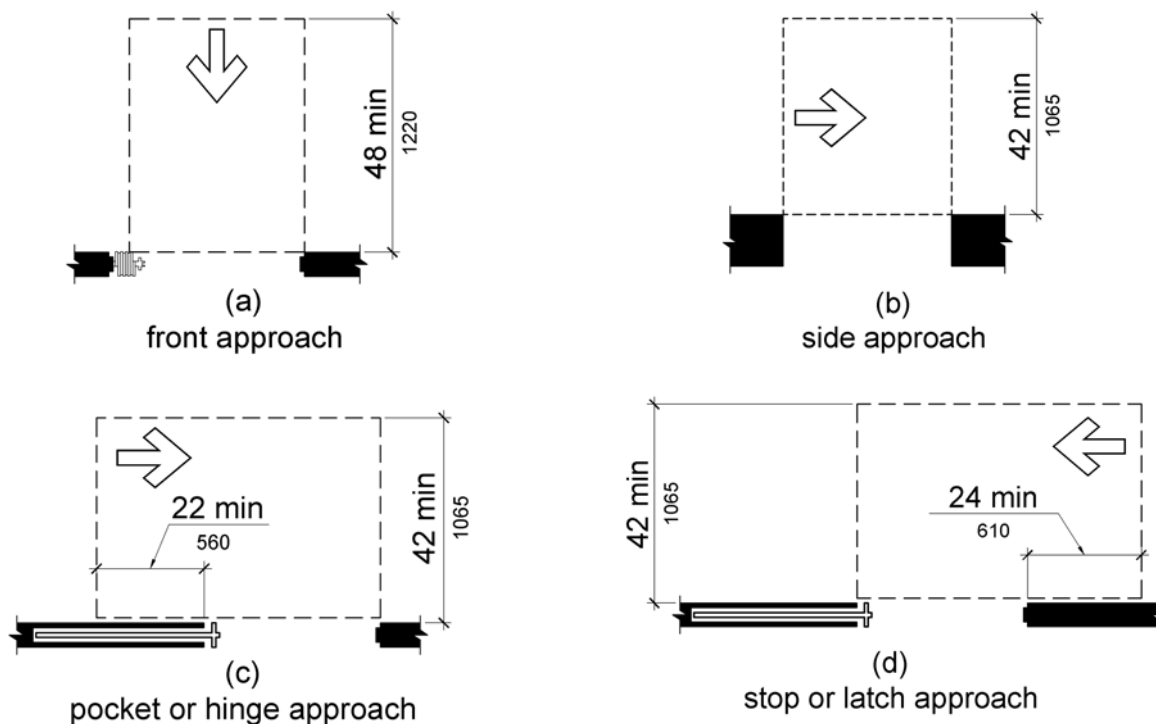 48 min
1220
(a)
front approach
42 min
1065
(b)
side approach
22 min
560
42 min
1065
(c)
pocket or hinge approach
42 min
1065
24 min
610
(d)
stop or latch approach